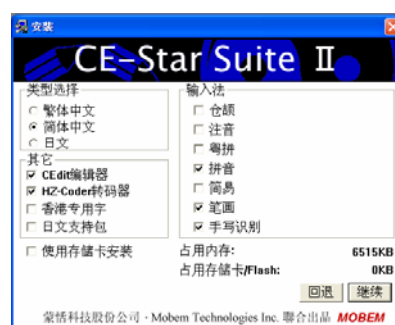 安装
CE-Star Suite II
类型选择
繁体中文
简体中文
日文
其它
CEdit编辑器
HZ-Coder转码器
香港专用字
日文支持包
使用存储卡安装
输入法
仓颉
注音
粤拼
拼音
简易
笔画
手写识别
占用内存: 6515KB
占用存储卡/Flash: 0KB
回退 继续
蒙恬科技股份公司·Mobem Technologies Inc. 聯合出品 MOBEM